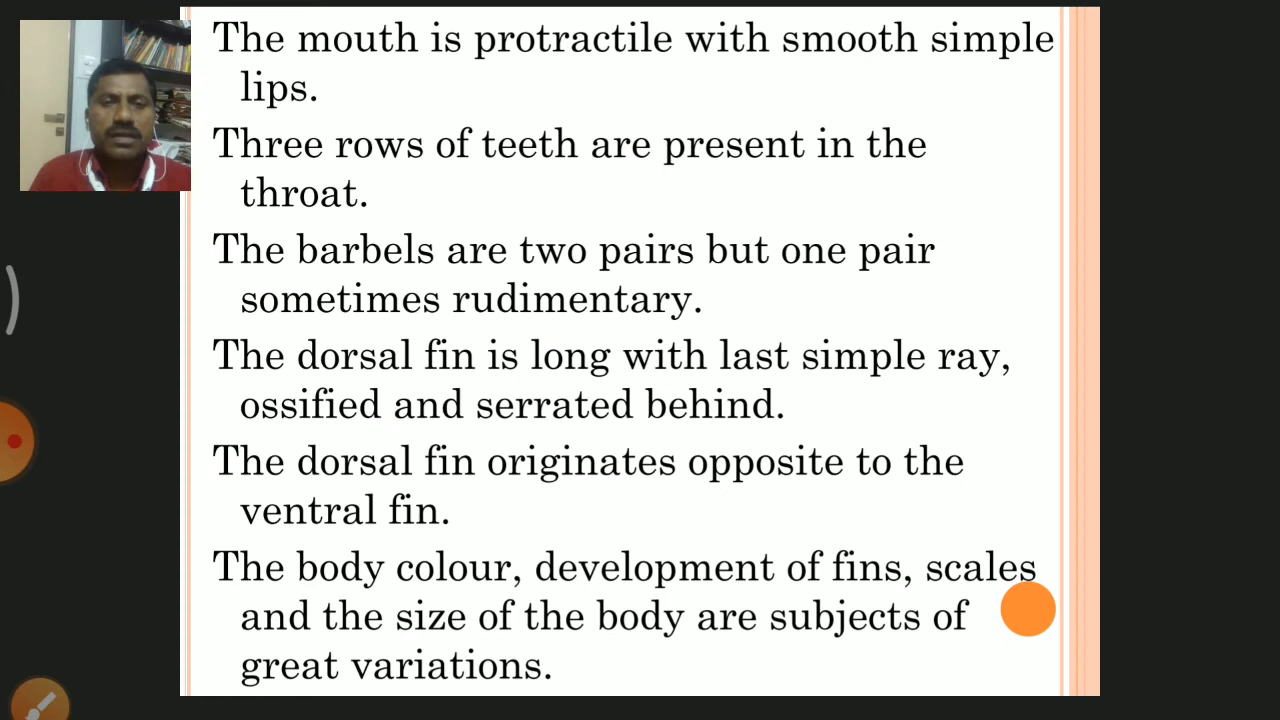 The mouth is protractile with smooth simple
lips.
Three rows of teeth are present in the
throat.
The barbels are two pairs but one pair
sometimes rudimentary.
The dorsal fin is long with last simple ray,
ossified and serrated behind.
The dorsal fin originates opposite to the
ventral fin.
The body colour, development of fins, scales
and the size of the body are subjects of
great variations.